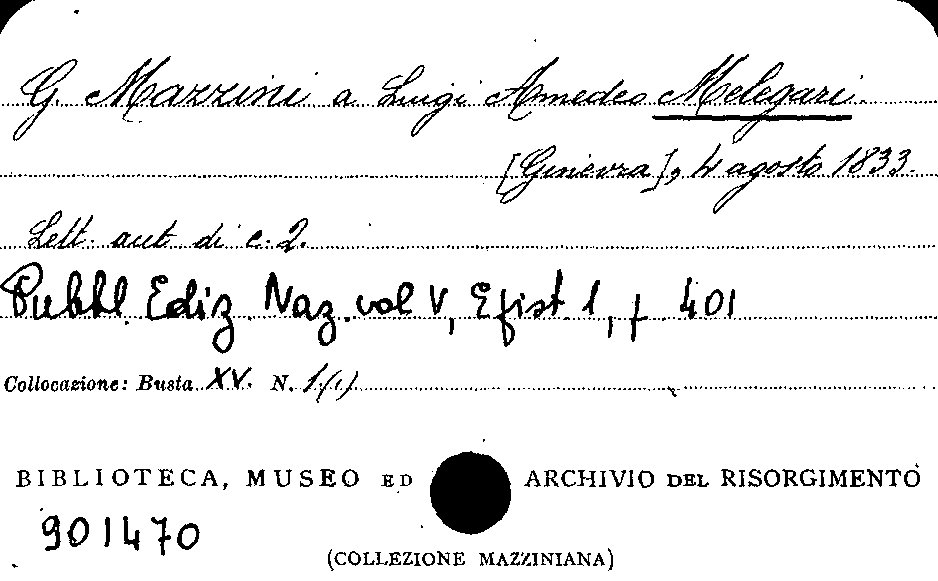 G. Mazzini a Luigi Amedeo Melegari.
[Ginevra], 4 agosto 1833.
Lett. aut. di c. 2.
Pubbl. Ediz. Naz. vol V, Epist. 1, p. 401
Collocazione: Busta XV. N. 1.(1)
BIBLIOTECA, MUSEO ED ARCHIVIO DEL RISORGIMENTO
901470
(COLLEZIONE MAZZINIANA)